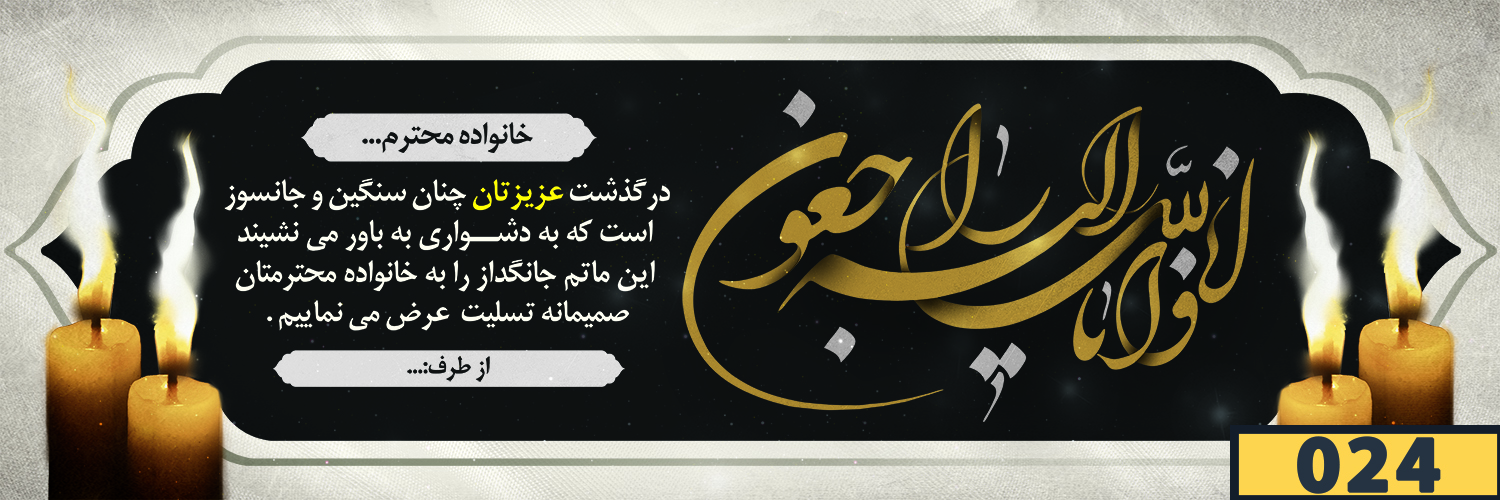 انا لله و انا الیه راجعون
خانواده محترم...
درگذشت عزیزتان چنان سنگین و جانسوز
است که به دشـــواری به باور می نشیند
این ماتم جانگداز را به خانواده محترمتان
صمیمانه تسلیت عرض می نماییم .
از طرف:...
024